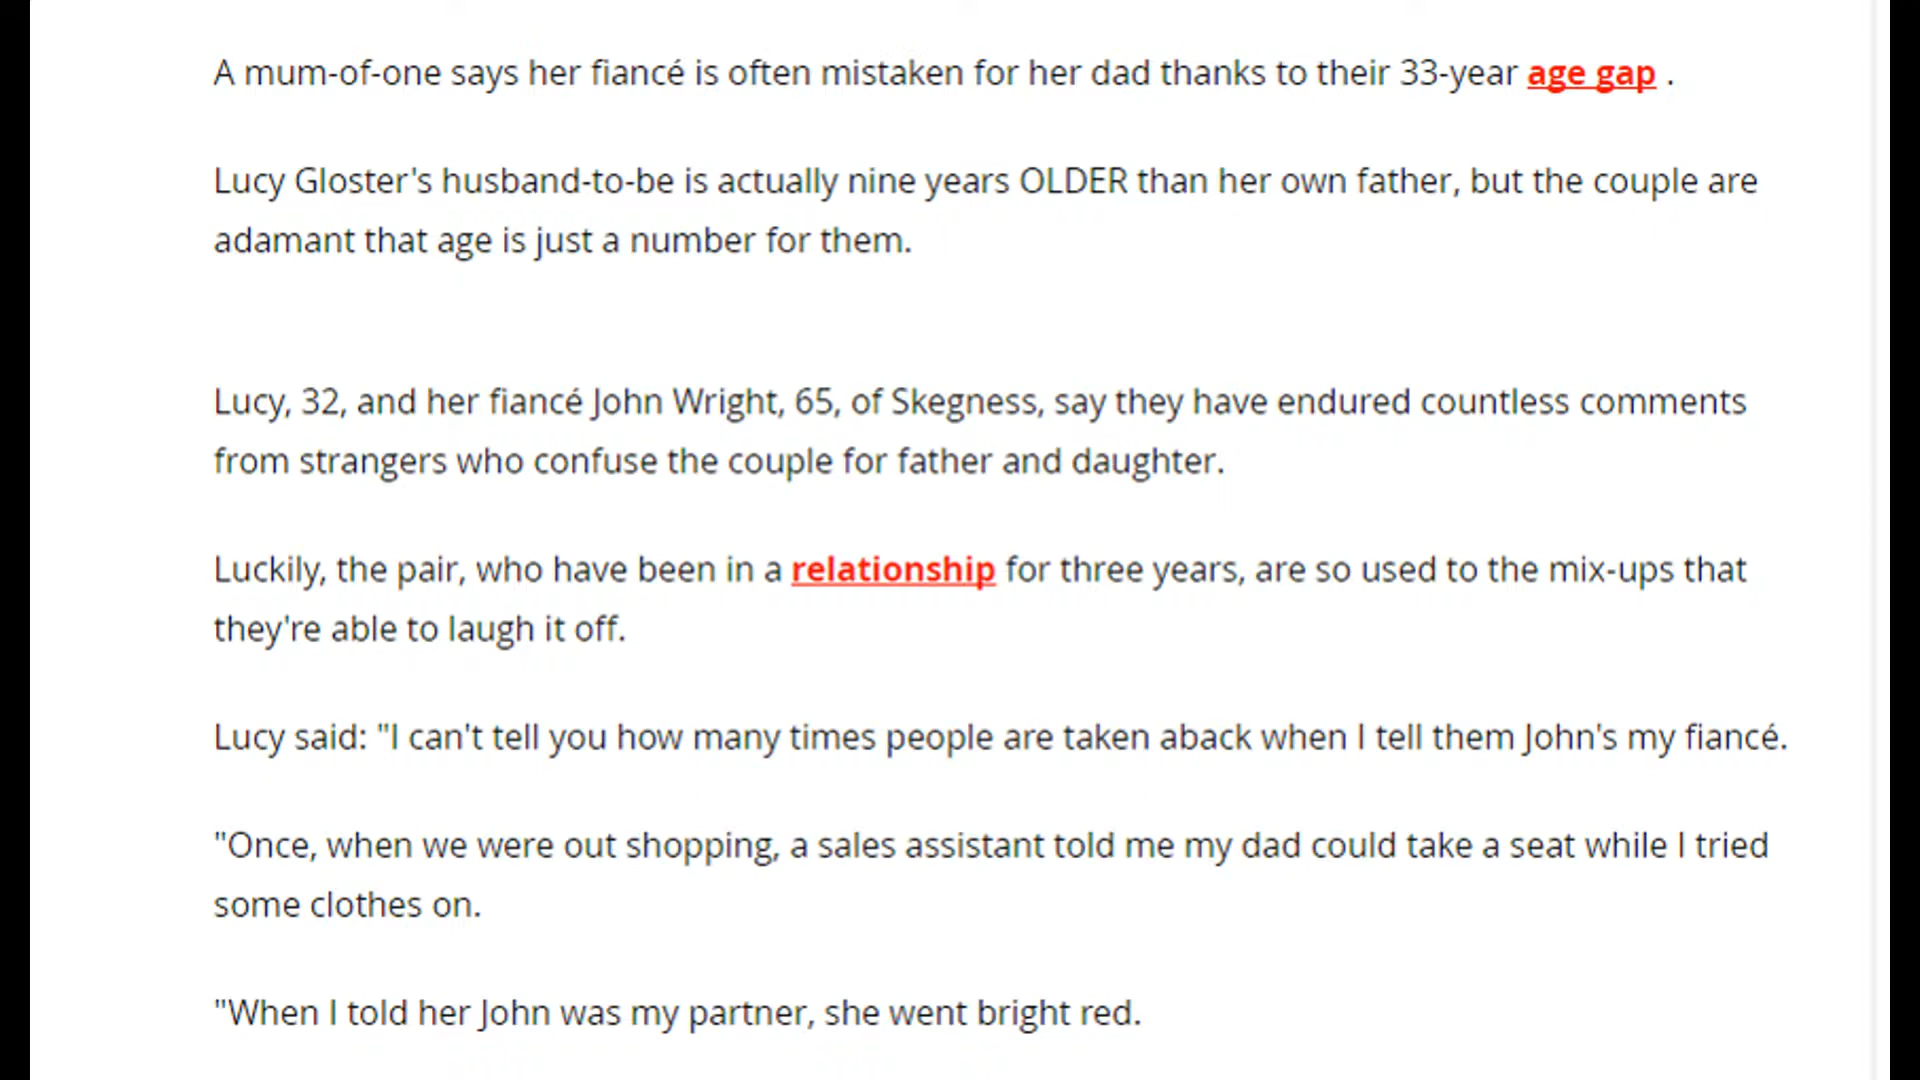 A mum-of-one says her fiancé is often mistaken for her dad thanks to their 33-year age gap .
Lucy Gloster's husband-to-be is actually nine years OLDER than her own father, but the couple are
adamant that age is just a number for them.
Lucy, 32, and her fiancé John Wright, 65, of Skegness, say they have endured countless comments
from strangers who confuse the couple for father and daughter.
Luckily, the pair, who have been in a relationship for three years, are so used to the mix-ups that
they're able to laugh it off.
Lucy said: "I can't tell you how many times people are taken aback when I tell them John's my fiancé.
"Once, when we were out shopping, a sales assistant told me my dad could take a seat while I tried
some clothes on.
"When I told her John was my partner, she went bright red.